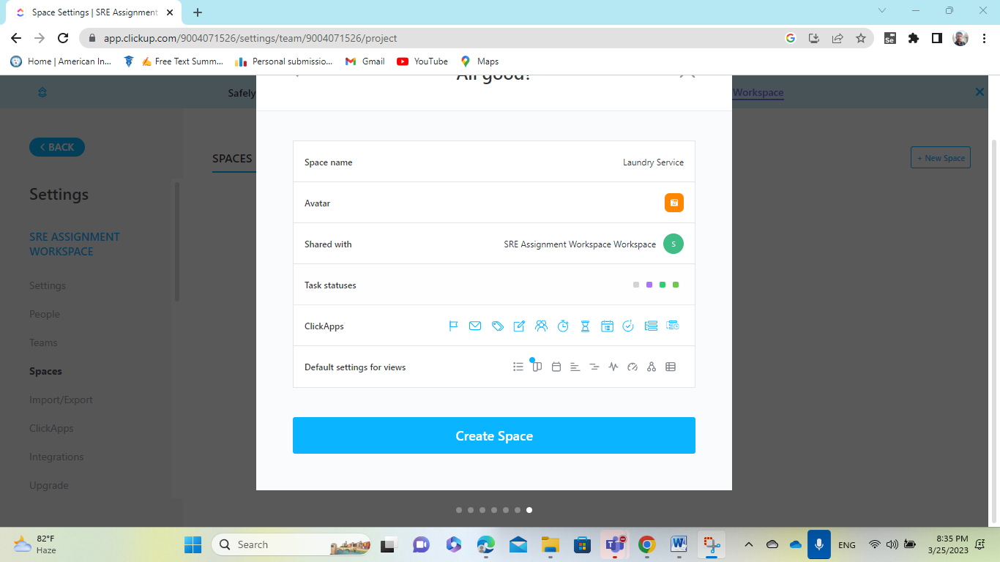 Space Settings | SRE Assignment
app.clickup.com/9004071526/settings/team/9004071526/project
Home | American In...
Free Text Summ...
Personal submissio...
Gmail
YouTube
Maps
All good?
Safely
Workspace
< BACK
SPACES
+ New Space
Settings
SRE ASSIGNMENT
WORKSPACE
Settings
People
Teams
Spaces
Import/Export
ClickApps
Integrations
Upgrade
Space name
Laundry Service
Avatar
Shared with
SRE Assignment Workspace Workspace
S
Task statuses
ClickApps
Default settings for views
Create Space
82°F
Haze
Search
ENG
8:35 PM
3/25/2023